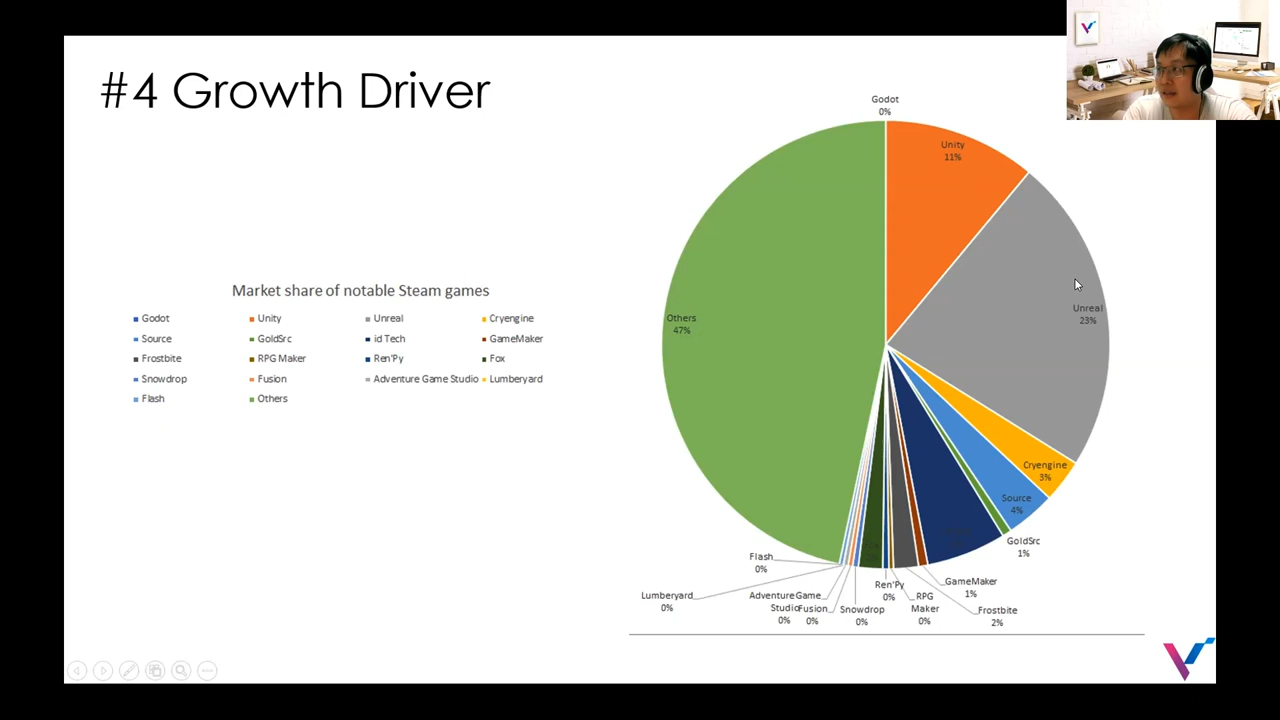 #4 Growth Driver
Market share of notable Steam games
Godot
Unity
Unreal
Cryengine
Source
GoldSrc
id Tech
GameMaker
Frostbite
RPG Maker
Ren'Py
Fox
Snowdrop
Fusion
Adventure Game Studio
Lumberyard
Flash
Others
Godot
0%
Unity
11%
Unreal
23%
Cryengine
3%
Source
4%
GoldSrc
1%
GameMaker
1%
Frostbite
2%
RPG
Maker
0%
Ren'Py
0%
Snowdrop
0%
Fusion
0%
Adventure Game
Studio
0%
Lumberyard
0%
Flash
0%
Others
47%